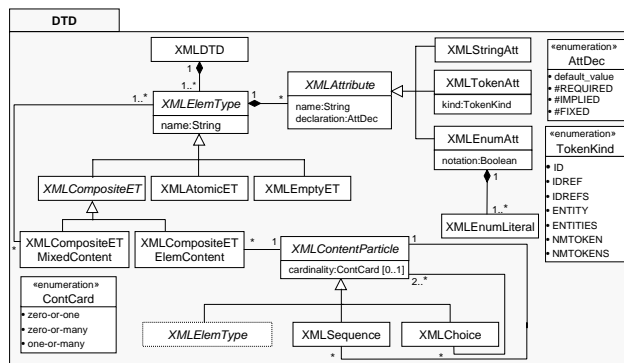 DTD
XMLDTD
1
1..*
1..*
XMLElemType
name:String
1
*
XMLAttribute
name:String
declaration:AttDec
XMLStringAtt
XMLTokenAtt
kind:TokenKind
XMLEnumAtt
notation:Boolean
1
1..*
XMLEnumLiteral
«enumeration»
AttDec
• default_value
• #REQUIRED
• #IMPLIED
• #FIXED
«enumeration»
TokenKind
• ID
• IDREF
• IDREFS
• ENTITY
• ENTITIES
• NMTOKEN
• NMTOKENS
XMLCompositeET
XMLAtomicET
XMLEmptyET
*
XMLCompositeET
MixedContent
XMLCompositeET
ElemContent
*
1
XMLContentParticle
cardinality:ContCard [0..1]
1
1
2..*
«enumeration»
ContCard
• zero-or-one
• zero-or-many
• one-or-many
XMLElemType
XMLSequence
XMLChoice
*
*